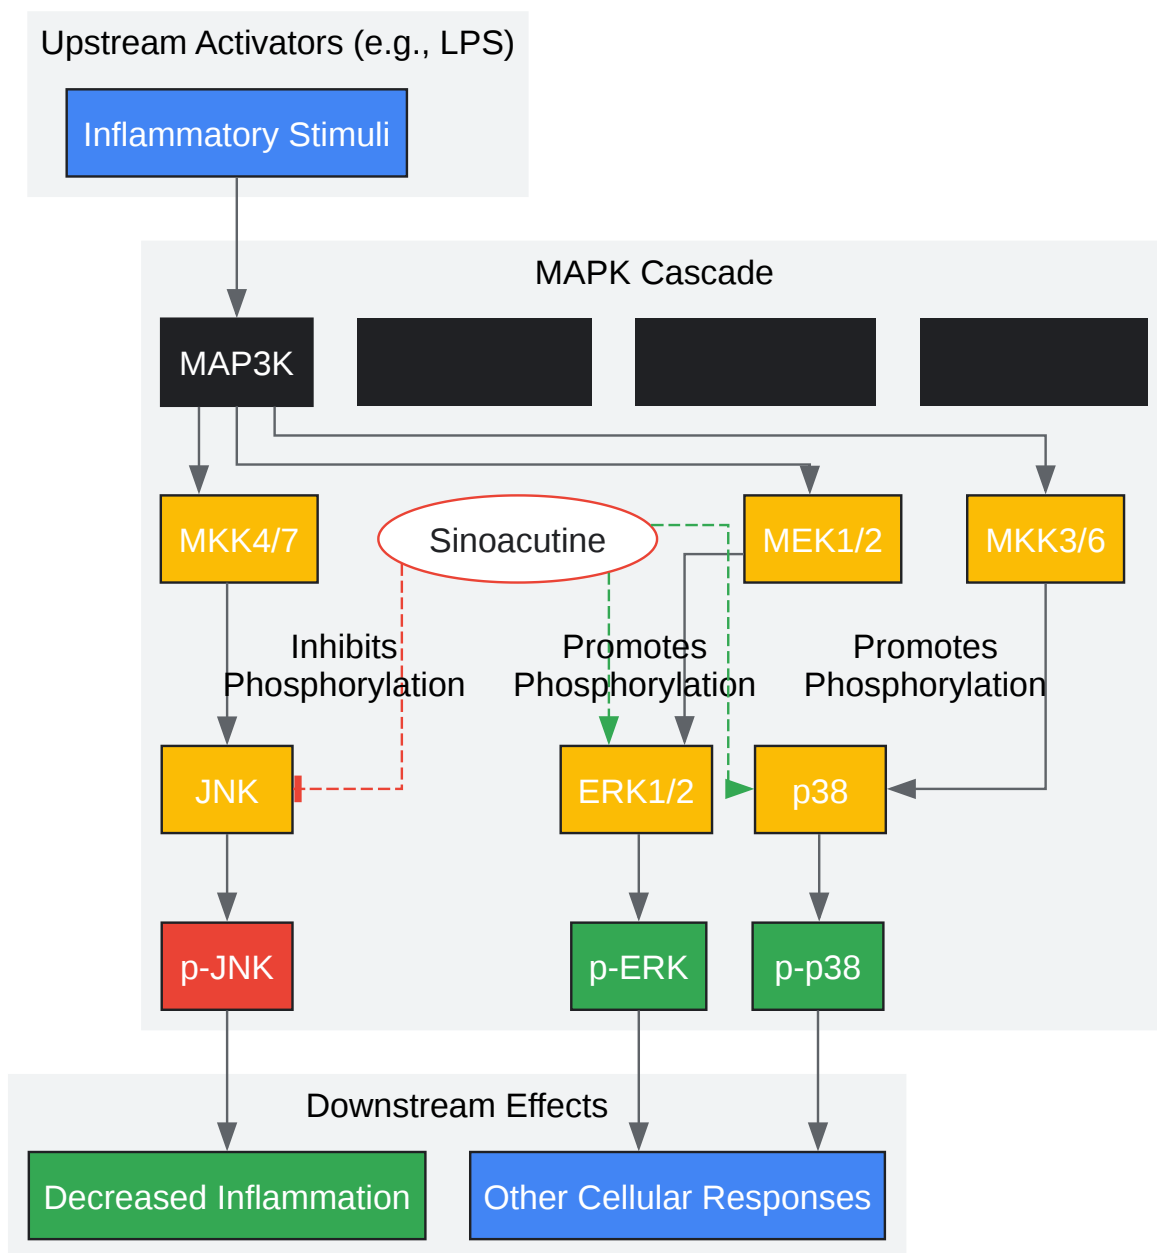 Upstream Activators (e.g., LPS)
Inflammatory Stimuli
MAPK Cascade
MAP3K
MKK4/7
Sinoacutine
MEK1/2
MKK3/6
Inhibits
Phosphorylation
Promotes
Phosphorylation
Promotes
Phosphorylation
JNK
ERK1/2
p38
p-JNK
p-ERK
p-p38
Downstream Effects
Decreased Inflammation
Other Cellular Responses